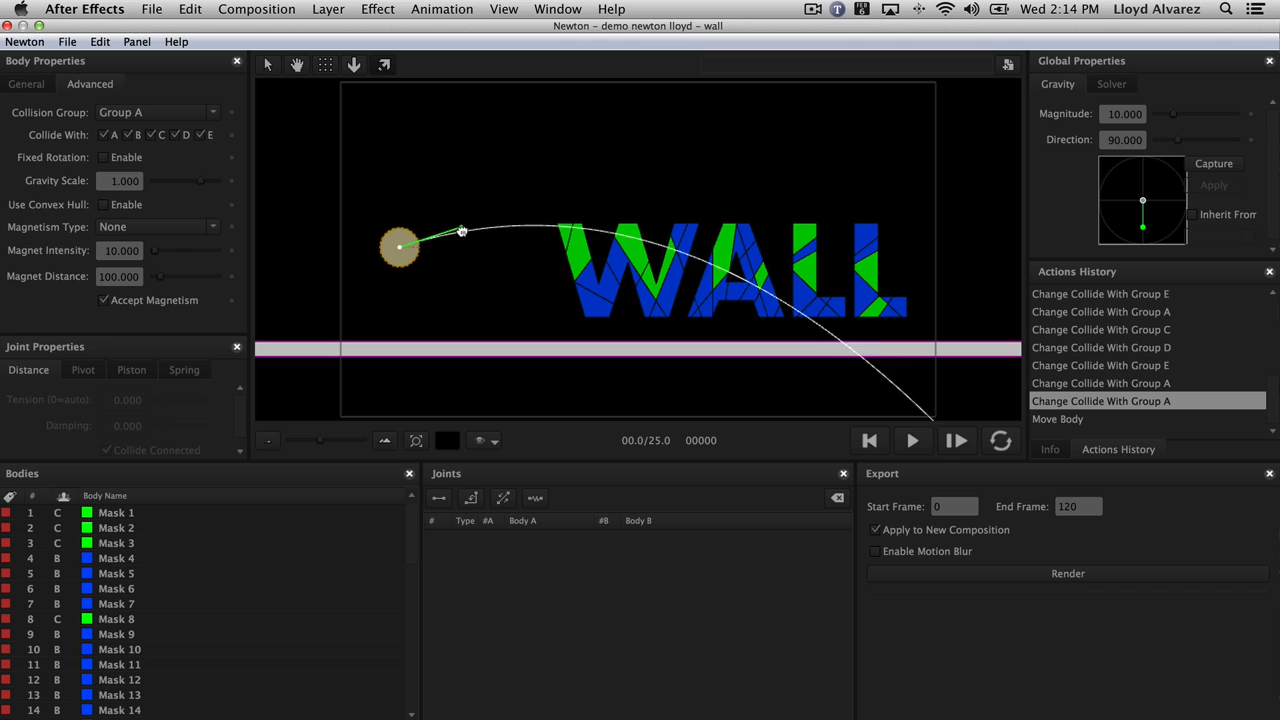 After Effects File Edit Composition Layer Effect Animation View Window Help Wed 2:14 PM Lloyd Alvarez
Newton – demo newton lloyd – wall
Newton File Edit Panel Help
Body Properties
General Advanced
Collision Group: Group A
Collide With: A B C D E
Fixed Rotation: Enable
Gravity Scale: 1.000
Use Convex Hull: Enable
Magnetism Type: None
Magnet Intensity: 10.000
Magnet Distance: 100.000
Accept Magnetism
Joint Properties
Distance Pivot Piston Spring
Tension (0=auto): 0.000
Damping: 0.000
Collide Connected
WALL
00.0/25.0 00000
Global Properties
Gravity Solver
Magnitude: 10.000
Direction: 90.000
Capture
Apply
Inherit From
Actions History
Change Collide With Group E
Change Collide With Group A
Change Collide With Group C
Change Collide With Group D
Change Collide With Group E
Change Collide With Group A
Change Collide With Group A
Move Body
Info Actions History
Bodies
# Body Name
1 C Mask 1
2 C Mask 2
3 C Mask 3
4 B Mask 4
5 B Mask 5
6 B Mask 6
7 B Mask 7
8 C Mask 8
9 B Mask 9
10 B Mask 10
11 B Mask 11
12 B Mask 12
13 B Mask 13
14 B Mask 14
Joints
# Type #A Body A #B Body B
Export
Start Frame: 0 End Frame: 120
Apply to New Composition
Enable Motion Blur
Render